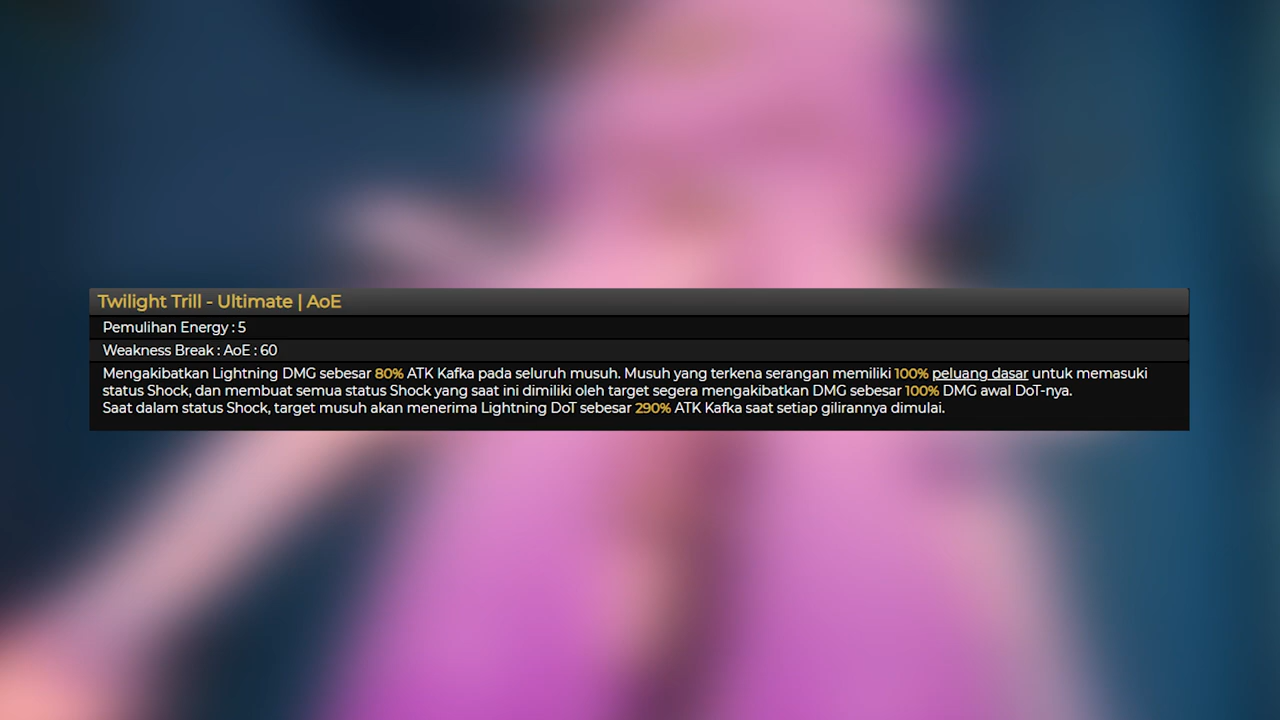 Twilight Trill - Ultimate | AoE
Pemulihan Energy : 5
Weakness Break : AoE : 60
Mengakibatkan Lightning DMG sebesar 80% ATK Kafka pada seluruh musuh. Musuh yang terkena serangan memiliki 100% peluang dasar untuk memasuki
status Shock, dan membuat semua status Shock yang saat ini dimiliki oleh target segera mengakibatkan DMG sebesar 100% DMG awal DoT-nya.
Saat dalam status Shock, target musuh akan menerima Lightning DoT sebesar 290% ATK Kafka saat setiap gilirannya dimulai.